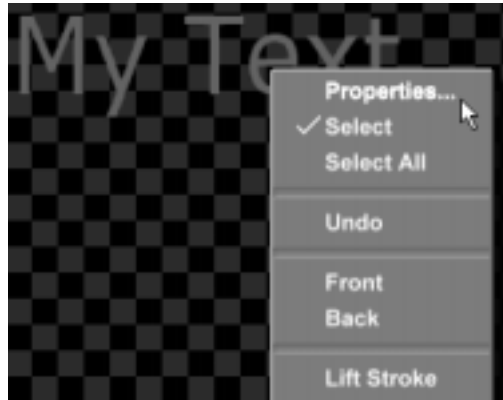 My Text
Properties...
Select
Select All
Undo
Front
Back
Lift Stroke